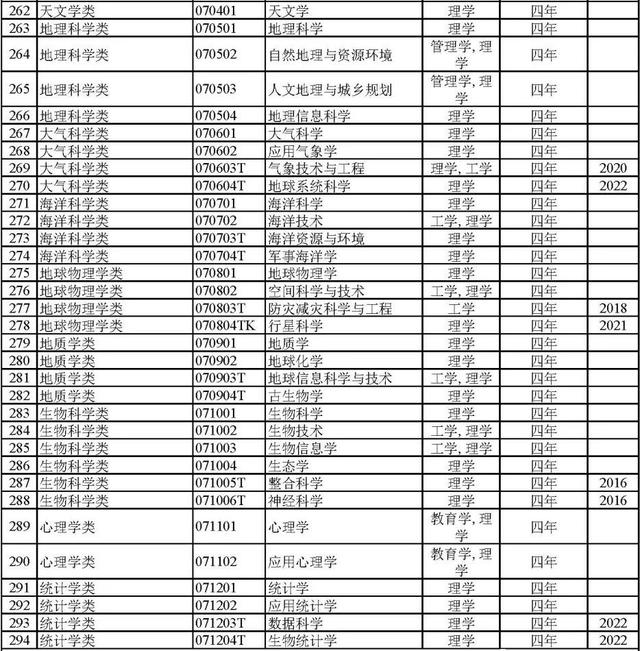 262 天文学类 070401 天文学 理学 四年
263 地理科学类 070501 地理科学 理学 四年
264 地理科学类 070502 自然地理与资源环境 管理学,理学 四年
265 地理科学类 070503 人文地理与城乡规划 管理学,理学 四年
266 地理科学类 070504 地理信息科学 理学 四年
267 大气科学类 070601 大气科学 理学 四年
268 大气科学类 070602 应用气象学 理学 四年
269 大气科学类 070603T 气象技术与工程 理学,工学 四年 2020
270 大气科学类 070604T 地球系统科学 理学 四年 2022
271 海洋科学类 070701 海洋科学 理学 四年
272 海洋科学类 070702 海洋技术 工学,理学 四年
273 海洋科学类 070703T 海洋资源与环境 理学 四年
274 海洋科学类 070704T 军事海洋学 理学 四年
275 地球物理学类 070801 地球物理学 理学 四年
276 地球物理学类 070802 空间科学与技术 工学,理学 四年
277 地球物理学类 070803T 防灾减灾科学与工程 工学 四年 2018
278 地球物理学类 070804TK 行星科学 理学 四年 2021
279 地质学类 070901 地质学 理学 四年
280 地质学类 070902 地球化学 理学 四年
281 地质学类 070903T 地球信息科学与技术 工学,理学 四年
282 地质学类 070904T 古生物学 理学 四年
283 生物科学类 071001 生物科学 理学 四年
284 生物科学类 071002 生物技术 工学,理学 四年
285 生物科学类 071003 生物信息学 工学,理学 四年
286 生物科学类 071004 生态学 理学 四年
287 生物科学类 071005T 整合科学 理学 四年 2016
288 生物科学类 071006T 神经科学 理学 四年 2016
289 心理学类 071101 心理学 教育学,理学 四年
290 心理学类 071102 应用心理学 教育学,理学 四年
291 统计学类 071201 统计学 理学 四年
292 统计学类 071202 应用统计学 理学 四年
293 统计学类 071203T 数据科学 理学 四年 2022
294 统计学类 071204T 生物统计学 理学 四年 2022